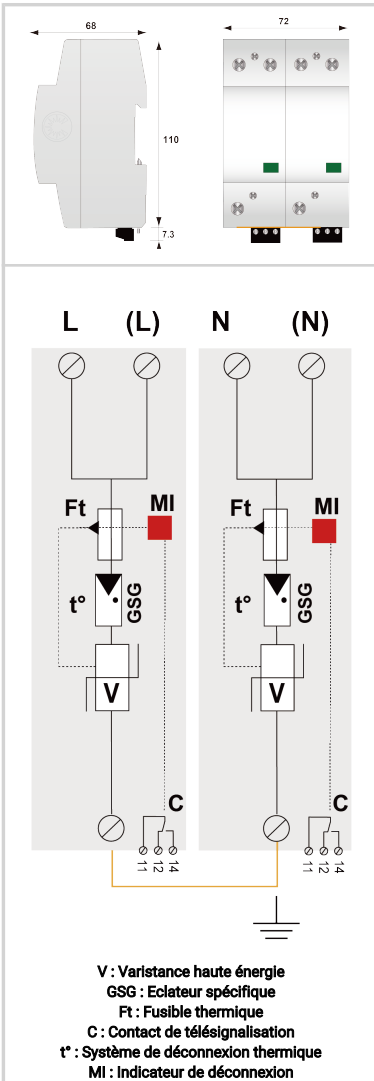 68
72
110
7.3
L (L) N (N)
Ft MI Ft MI
t° GSG t° GSG
V V
C C
11 12 14 11 12 14
V : Varistance haute énergie
GSG : Eclateur spécifique
Ft : Fusible thermique
C : Contact de télésignalisation
t° : Système de déconnexion thermique
MI : Indicateur de déconnexion